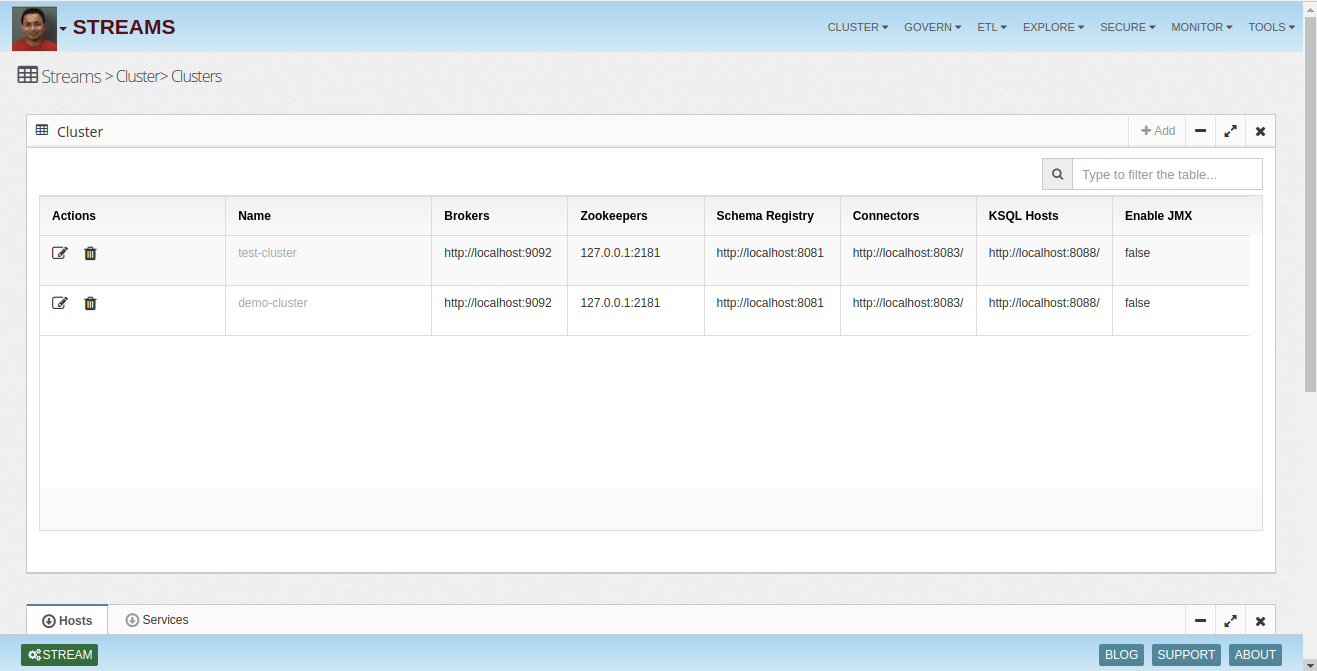 STREAMS CLUSTER GOVERN ETL EXPLORE SECURE MONITOR TOOLS
Streams > Cluster> Clusters
Cluster Add
Type to filter the table...
Actions Name Brokers Zookeepers Schema Registry Connectors KSQL Hosts Enable JMX
test-cluster http://localhost:9092 127.0.0.1:2181 http://localhost:8081 http://localhost:8083/ http://localhost:8088/ false
demo-cluster http://localhost:9092 127.0.0.1:2181 http://localhost:8081 http://localhost:8083/ http://localhost:8088/ false
Hosts Services
STREAM BLOG SUPPORT ABOUT